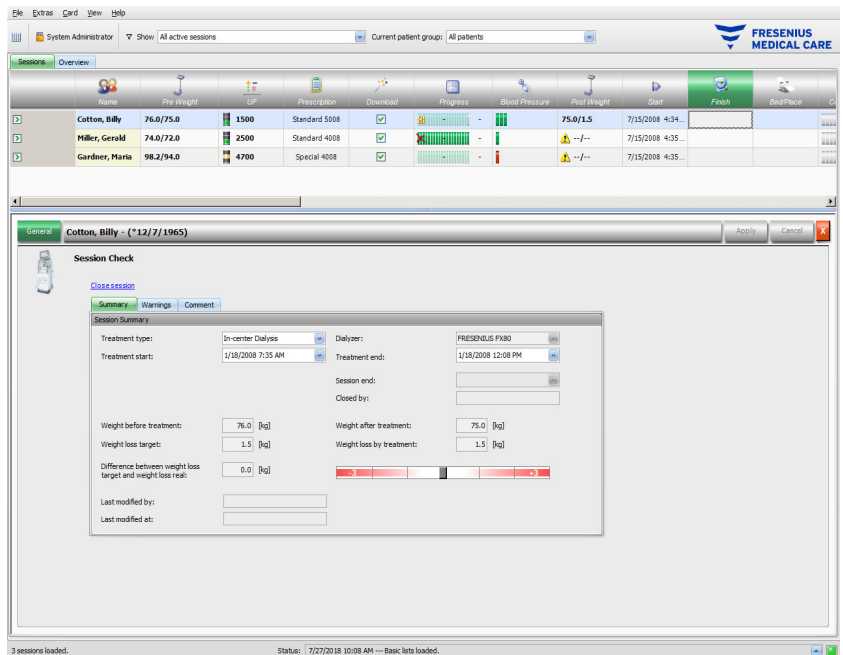 File Extras Card View Help
System Administrator Show All active sessions Current patient group: All patients
FRESENIUS
MEDICAL CARE
Sessions Overview
Name Pre Weight UF Prescription Download Progress Blood Pressure Post Weight Start Finish Bed/Place
Cotton, Billy 76.0/75.0 1500 Standard 5008 - - 75.0/1.5 7/15/2008 4:34...
Miller, Gerald 74.0/72.0 2500 Standard 4008 - - --/-- 7/15/2008 4:35...
Gardner, Maria 98.2/94.0 4700 Special 4008 - - --/-- 7/15/2008 4:35...
General Cotton, Billy - (*12/7/1965) Apply Cancel X
Session Check
Close session
Summary Warnings Comment
Session Summary
Treatment type: In-center Dialysis Dialyzer: FRESENIUS FX80
Treatment start: 1/18/2008 7:35 AM Treatment end: 1/18/2008 12:08 PM
Session end:
Closed by:
Weight before treatment: 76.0 [kg] Weight after treatment: 75.0 [kg]
Weight loss target: 1.5 [kg] Weight loss by treatment: 1.5 [kg]
Difference between weight loss
target and weight loss real: 0.0 [kg] -3 +3
Last modified by:
Last modified at:
3 sessions loaded. Status: 7/27/2018 10:08 AM --- Basic lists loaded.